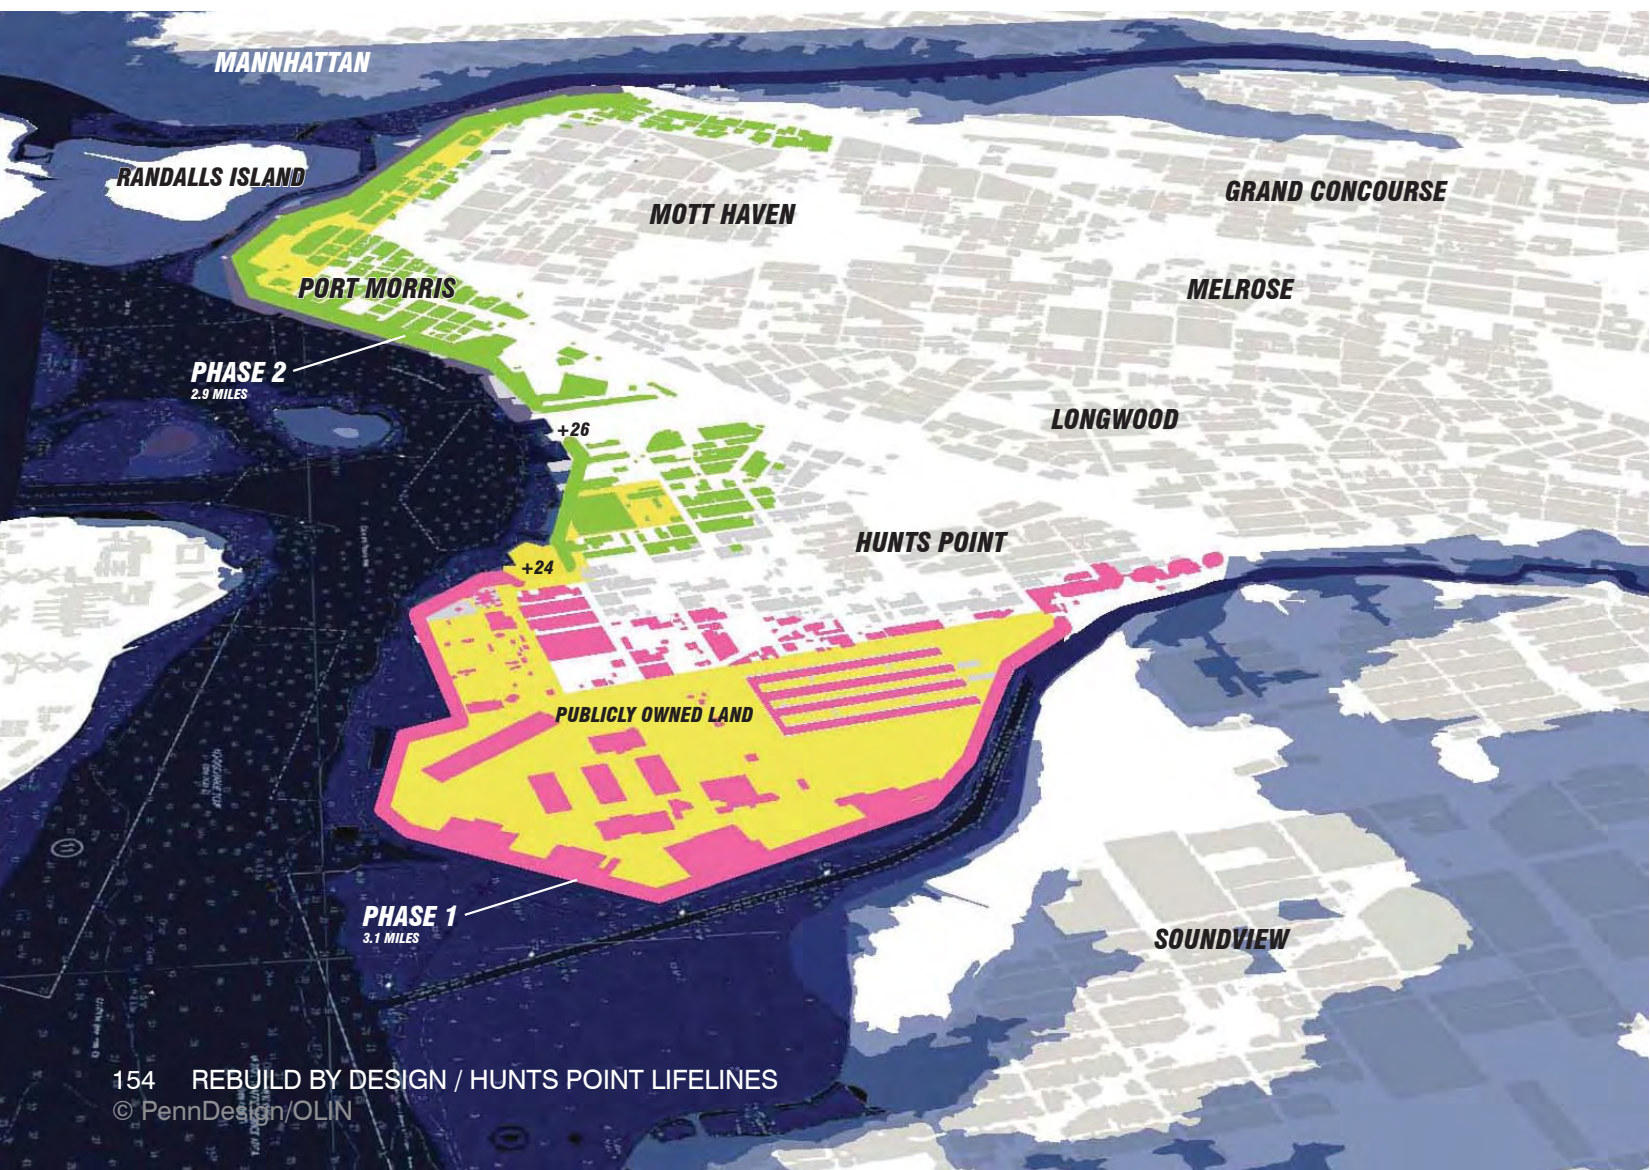 MANNHATTAN
RANDALLS ISLAND
MOTT HAVEN
GRAND CONCOURSE
PORT MORRIS
MELROSE
PHASE 2
2.9 MILES
LONGWOOD
+26
HUNTS POINT
+24
PUBLICLY OWNED LAND
PHASE 1
3.1 MILES
SOUNDVIEW
154 REBUILD BY DESIGN / HUNTS POINT LIFELINES
© PennDesign/OLIN